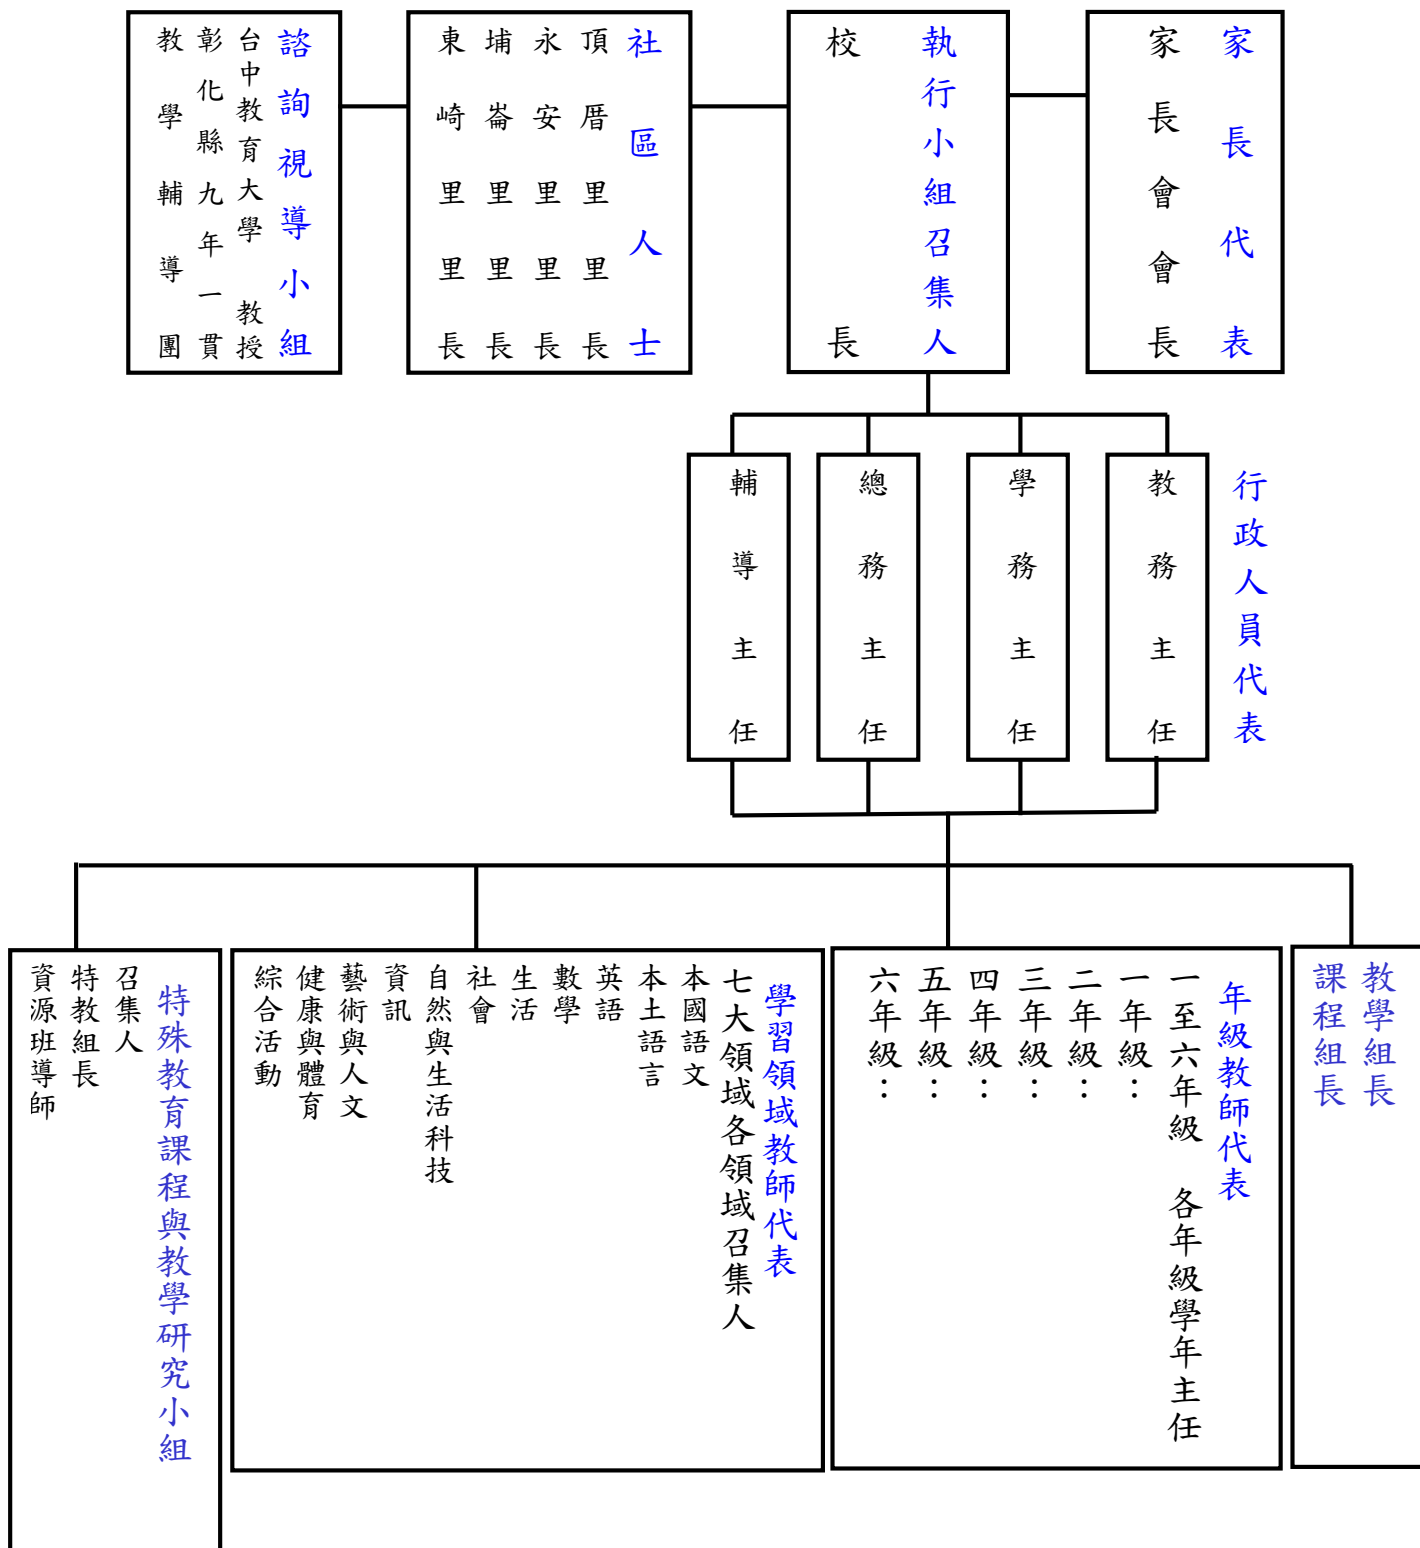 家長代表
家長會會長
執行小組召集人
校長
社區人士
頂厝里里長
永安里里長
埔崙里里長
東崎里里長
諮詢視導小組
台中教育大學 教授
彰化縣九年一貫
教學輔導團
行政人員代表
教務主任
學務主任
總務主任
輔導主任
教學組長
課程組長
年級教師代表
一至六年級 各年級學年主任
一年級：
二年級：
三年級：
四年級：
五年級：
六年級：
學習領域教師代表
七大領域各領域召集人
本國語文
本土語言
英語
數學
生活
社會
自然與生活科技
資訊
藝術與人文
健康與體育
綜合活動
特殊教育課程與教學研究小組
召集人
特教組長
資源班導師